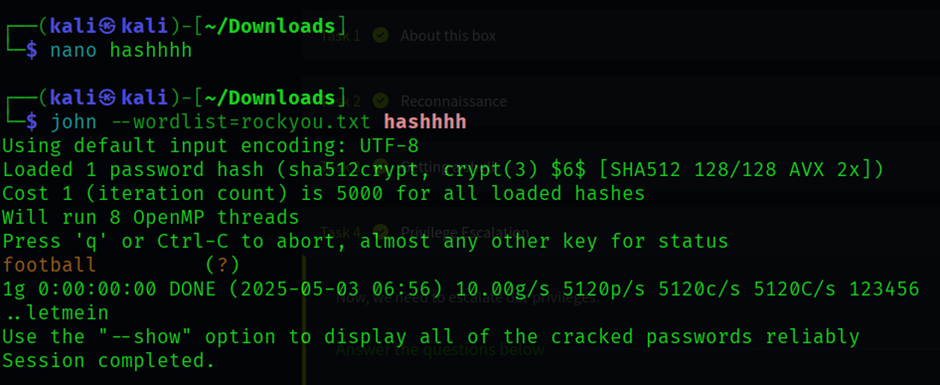 ┌──(kali㉿kali)-[~/Downloads]
└─$ nano hashhhh
┌──(kali㉿kali)-[~/Downloads]
└─$ john --wordlist=rockyou.txt hashhhh
Using default input encoding: UTF-8
Loaded 1 password hash (sha512crypt, crypt(3) $6$ [SHA512 128/128 AVX 2x])
Cost 1 (iteration count) is 5000 for all loaded hashes
Will run 8 OpenMP threads
Press 'q' or Ctrl-C to abort, almost any other key for status
football         (?)
1g 0:00:00:00 DONE (2025-05-03 06:56) 10.00g/s 5120p/s 5120c/s 5120C/s 123456
..letmein
Use the "--show" option to display all of the cracked passwords reliably
Session completed.
Task 1 About this box
Task 2 Reconnaissance
Task 4 Privilege Escalation
Now, we need to escalate our privileges.
Answer the questions below